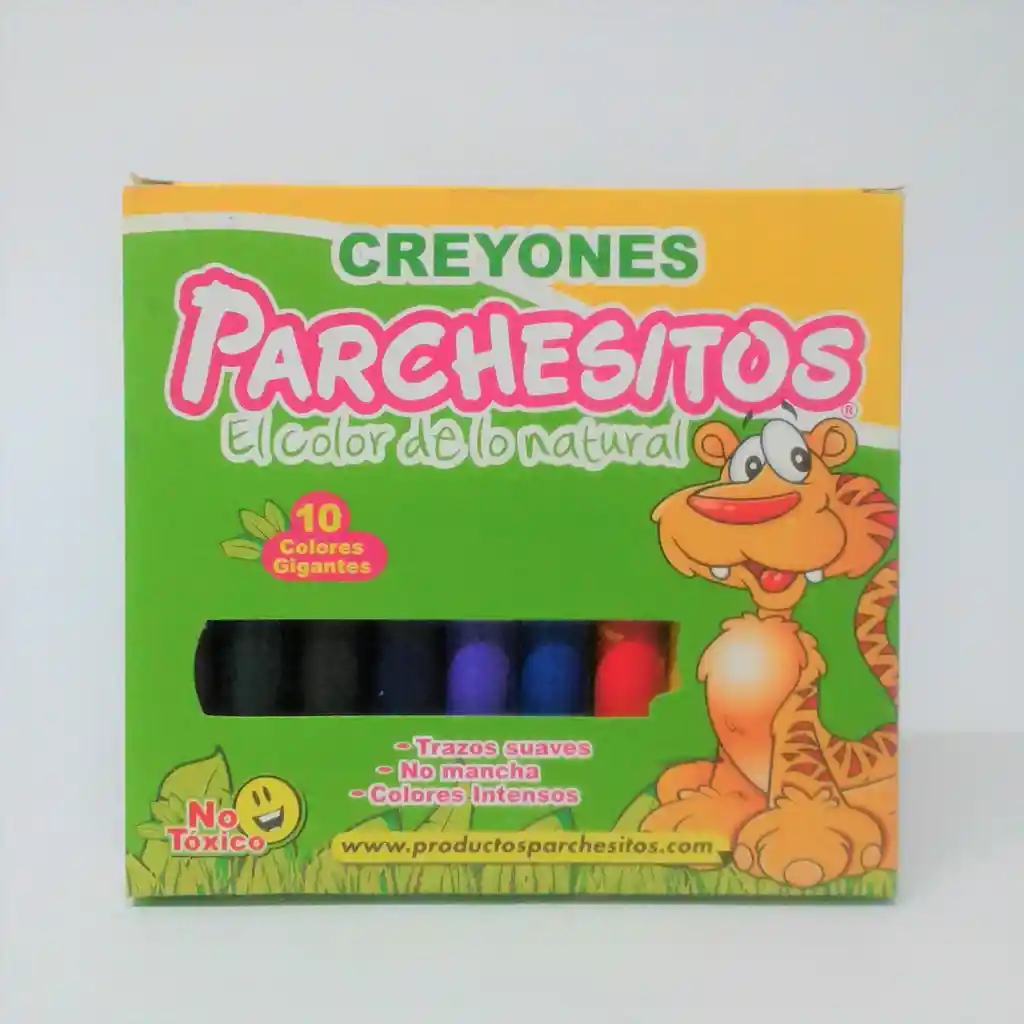 CREYONES
PARCHESITOS®
El color de lo natural
10
Colores
Gigantes
- Trazos suaves
- No mancha
- Colores Intensos
No
Tóxico
www.productosparchesitos.com